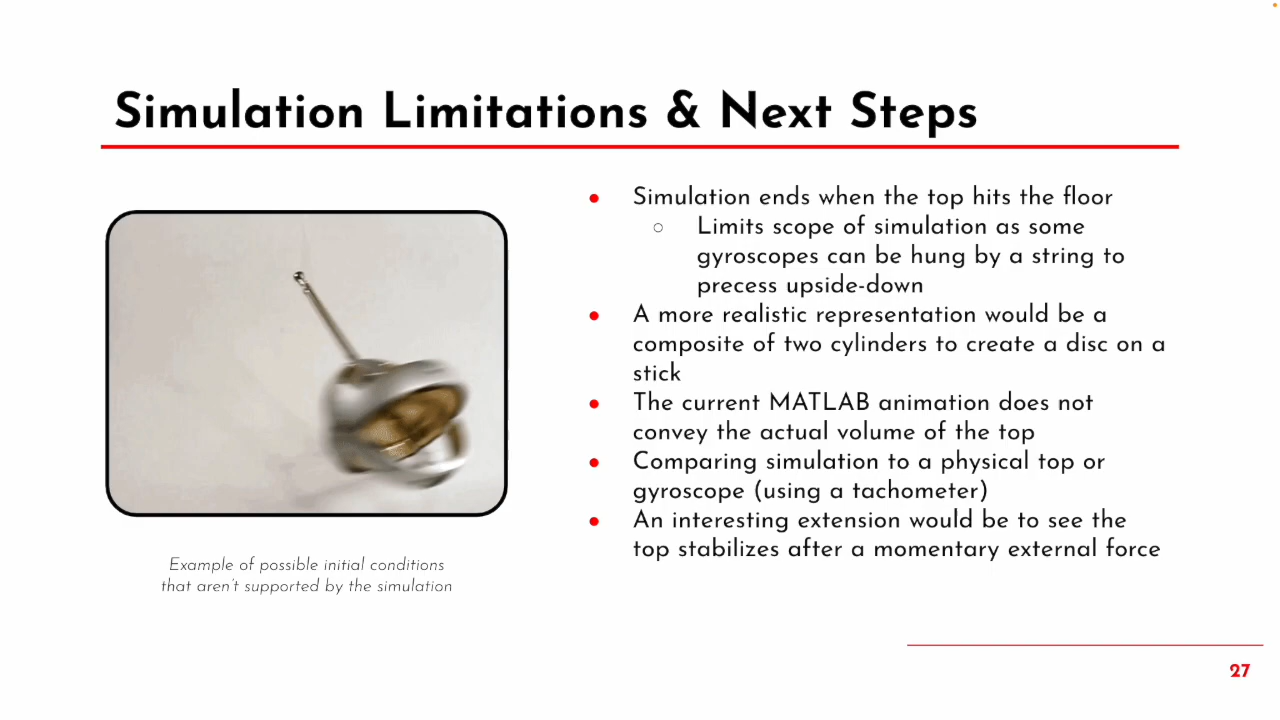 Simulation Limitations & Next Steps
● Simulation ends when the top hits the floor
○ Limits scope of simulation as some
gyroscopes can be hung by a string to
precess upside-down
● A more realistic representation would be a
composite of two cylinders to create a disc on a
stick
● The current MATLAB animation does not
convey the actual volume of the top
● Comparing simulation to a physical top or
gyroscope (using a tachometer)
● An interesting extension would be to see the
top stabilizes after a momentary external force
Example of possible initial conditions
that aren't supported by the simulation
27